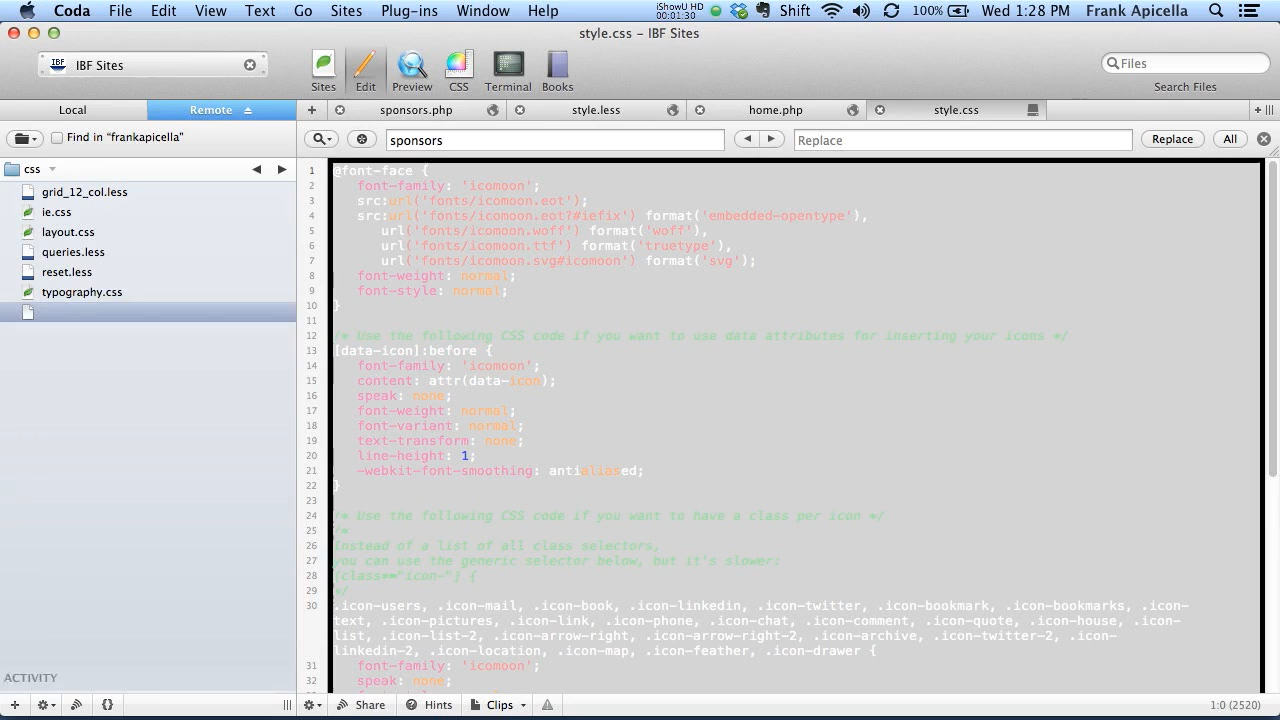 Coda File Edit View Text Go Sites Plug-ins Window Help iShowU HD 00:01:30 Shift 100% Wed 1:28 PM Frank Apicella
style.css – IBF Sites
IBF IBF Sites
Sites Edit Preview CSS Terminal Books
Files
Search Files
Local Remote
sponsors.php style.less home.php style.css
Find in “frankapicella”
sponsors Replace Replace All
css
grid_12_col.less
ie.css
layout.css
queries.less
reset.less
typography.css
ACTIVITY
1 @font-face {
2 font-family: 'icomoon';
3 src:url('fonts/icomoon.eot');
4 src:url('fonts/icomoon.eot?#iefix') format('embedded-opentype'),
5 url('fonts/icomoon.woff') format('woff'),
6 url('fonts/icomoon.ttf') format('truetype'),
7 url('fonts/icomoon.svg#icomoon') format('svg');
8 font-weight: normal;
9 font-style: normal;
10 }
11
12 /* Use the following CSS code if you want to use data attributes for inserting your icons */
13 [data-icon]:before {
14 font-family: 'icomoon';
15 content: attr(data-icon);
16 speak: none;
17 font-weight: normal;
18 font-variant: normal;
19 text-transform: none;
20 line-height: 1;
21 -webkit-font-smoothing: antialiased;
22 }
23
24 /* Use the following CSS code if you want to have a class per icon */
25 /*
26 Instead of a list of all class selectors,
27 you can use the generic selector below, but it's slower:
28 [class*="icon-"] {
29 */
30 .icon-users, .icon-mail, .icon-book, .icon-linkedin, .icon-twitter, .icon-bookmark, .icon-bookmarks, .icon-
text, .icon-pictures, .icon-link, .icon-phone, .icon-chat, .icon-comment, .icon-quote, .icon-house, .icon-
list, .icon-list-2, .icon-arrow-right, .icon-arrow-right-2, .icon-archive, .icon-twitter-2, .icon-
linkedin-2, .icon-location, .icon-map, .icon-feather, .icon-drawer {
31 font-family: 'icomoon';
32 speak: none;
Share Hints Clips 1:0 (2520)